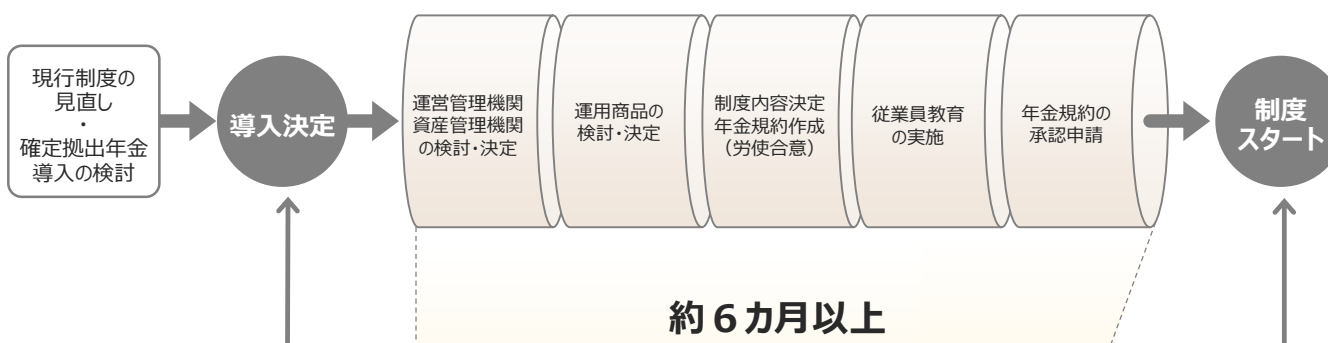 現行制度の
見直し
・
確定拠出年金
導入の検討
導入決定
運営管理機関
資産管理機関
の検討・決定
運用商品の
検討・決定
制度内容決定
年金規約作成
（労使合意）
従業員教育
の実施
年金規約の
承認申請
制度
スタート
約６カ月以上